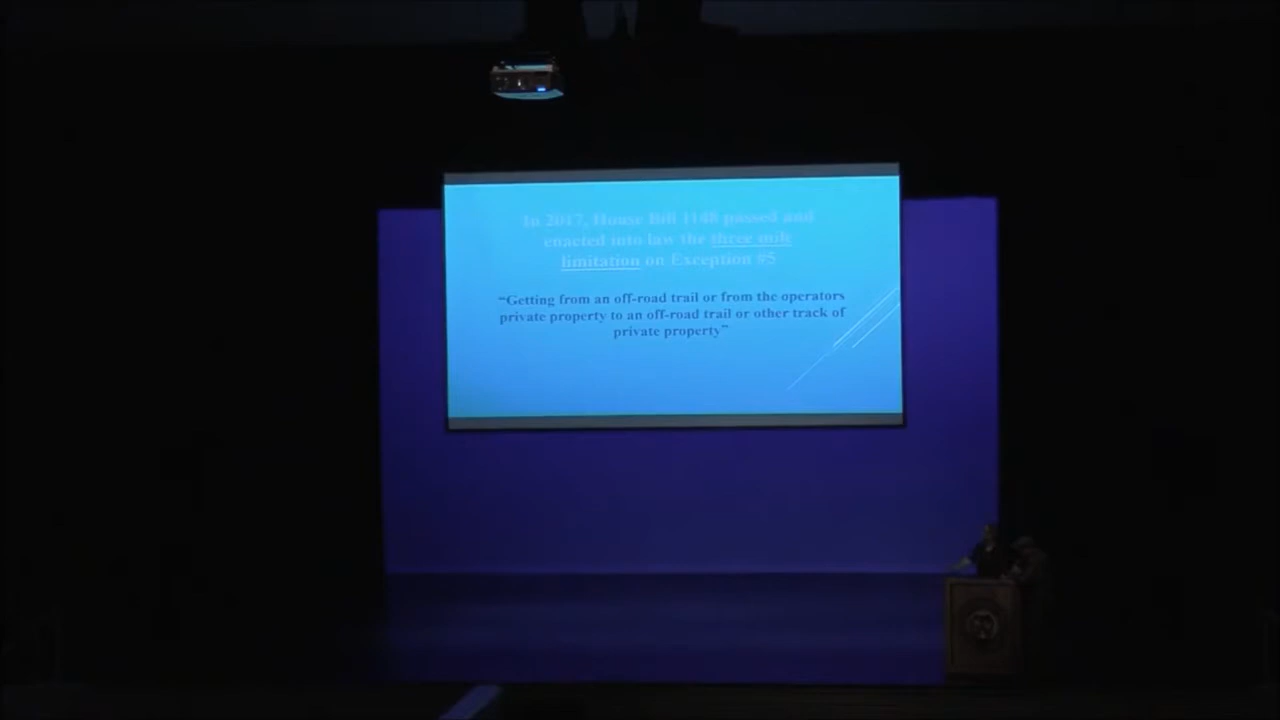 In 2017, House Bill 1148 passed and
enacted into law the three mile
limitation on Exception #5
“Getting from an off-road trail or from the operators
private property to an off-road trail or other track of
private property”